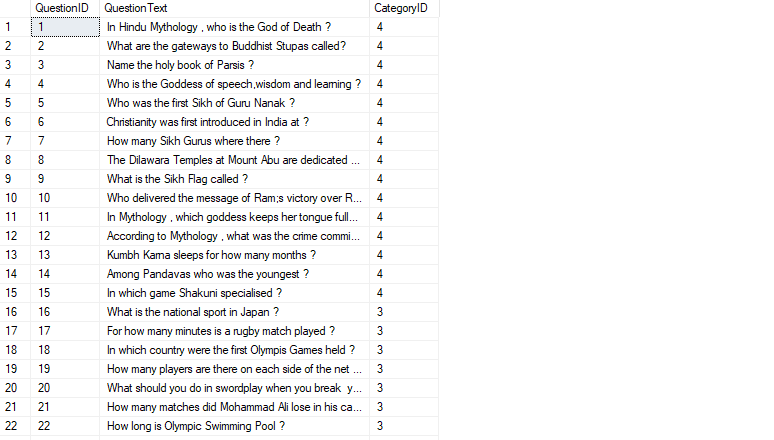 QuestionID QuestionText CategoryID
1 1 In Hindu Mythology , who is the God of Death ? 4
2 2 What are the gateways to Buddhist Stupas called? 4
3 3 Name the holy book of Parsis ? 4
4 4 Who is the Goddess of speech,wisdom and learning ? 4
5 5 Who was the first Sikh of Guru Nanak ? 4
6 6 Christianity was first introduced in India at ? 4
7 7 How many Sikh Gurus where there ? 4
8 8 The Dilawara Temples at Mount Abu are dedicated ... 4
9 9 What is the Sikh Flag called ? 4
10 10 Who delivered the message of Ram;s victory over R... 4
11 11 In Mythology , which goddess keeps her tongue full... 4
12 12 According to Mythology , what was the crime commi... 4
13 13 Kumbh Karna sleeps for how many months ? 4
14 14 Among Pandavas who was the youngest ? 4
15 15 In which game Shakuni specialised ? 4
16 16 What is the national sport in Japan ? 3
17 17 For how many minutes is a rugby match played ? 3
18 18 In which country were the first Olympis Games held ? 3
19 19 How many players are there on each side of the net ... 3
20 20 What should you do in swordplay when you break y... 3
21 21 How many matches did Mohammad Ali lose in his ca... 3
22 22 How long is Olympic Swimming Pool ? 3